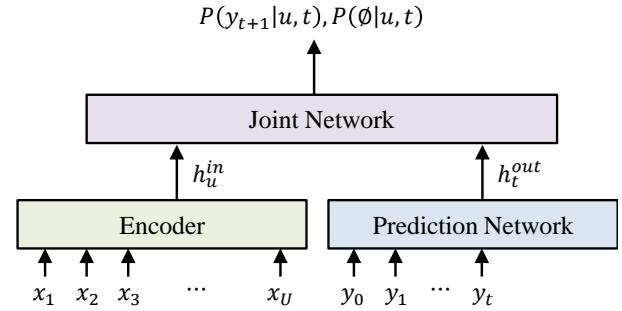 P(y_{t+1}|u, t), P(∅|u, t)
Joint Network
h_u^{in} h_t^{out}
Encoder Prediction Network
x_1 x_2 x_3 ... x_U y_0 y_1 ... y_t